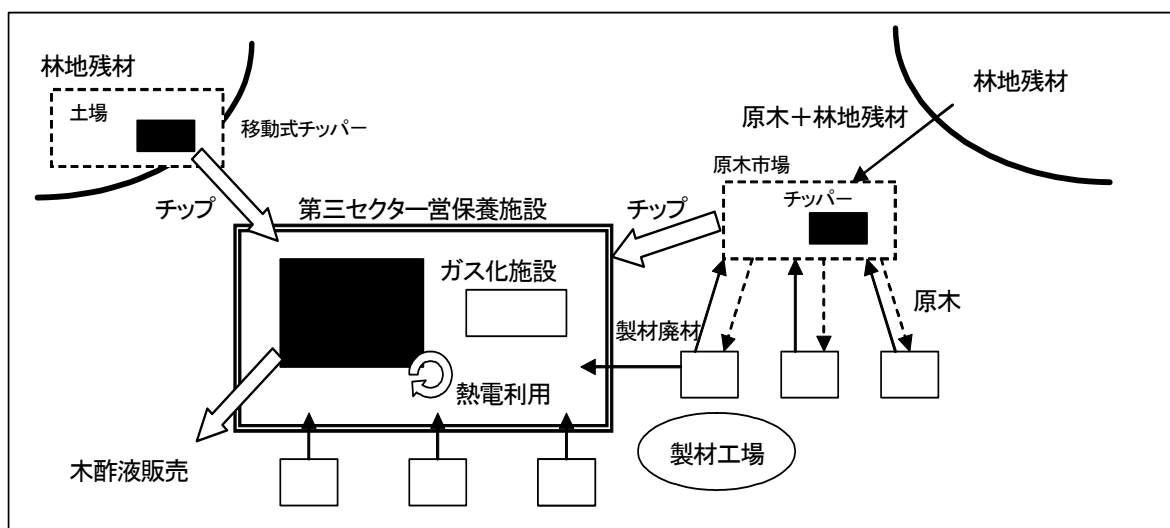 林地残材
土場
移動式チッパー
チップ
林地残材
原木＋林地残材
原木市場
チッパー
チップ
第三セクター営保養施設
ガス化施設
原木
製材廃材
熱電利用
木酢液販売
製材工場